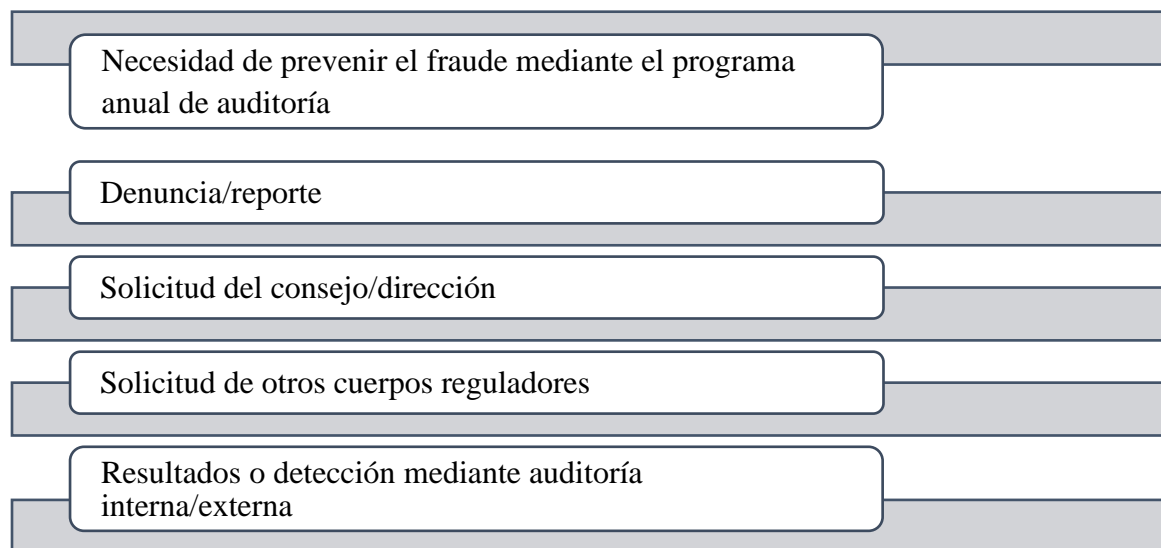 Necesidad de prevenir el fraude mediante el programa
anual de auditoría
Denuncia/reporte
Solicitud del consejo/dirección
Solicitud de otros cuerpos reguladores
Resultados o detección mediante auditoría
interna/externa